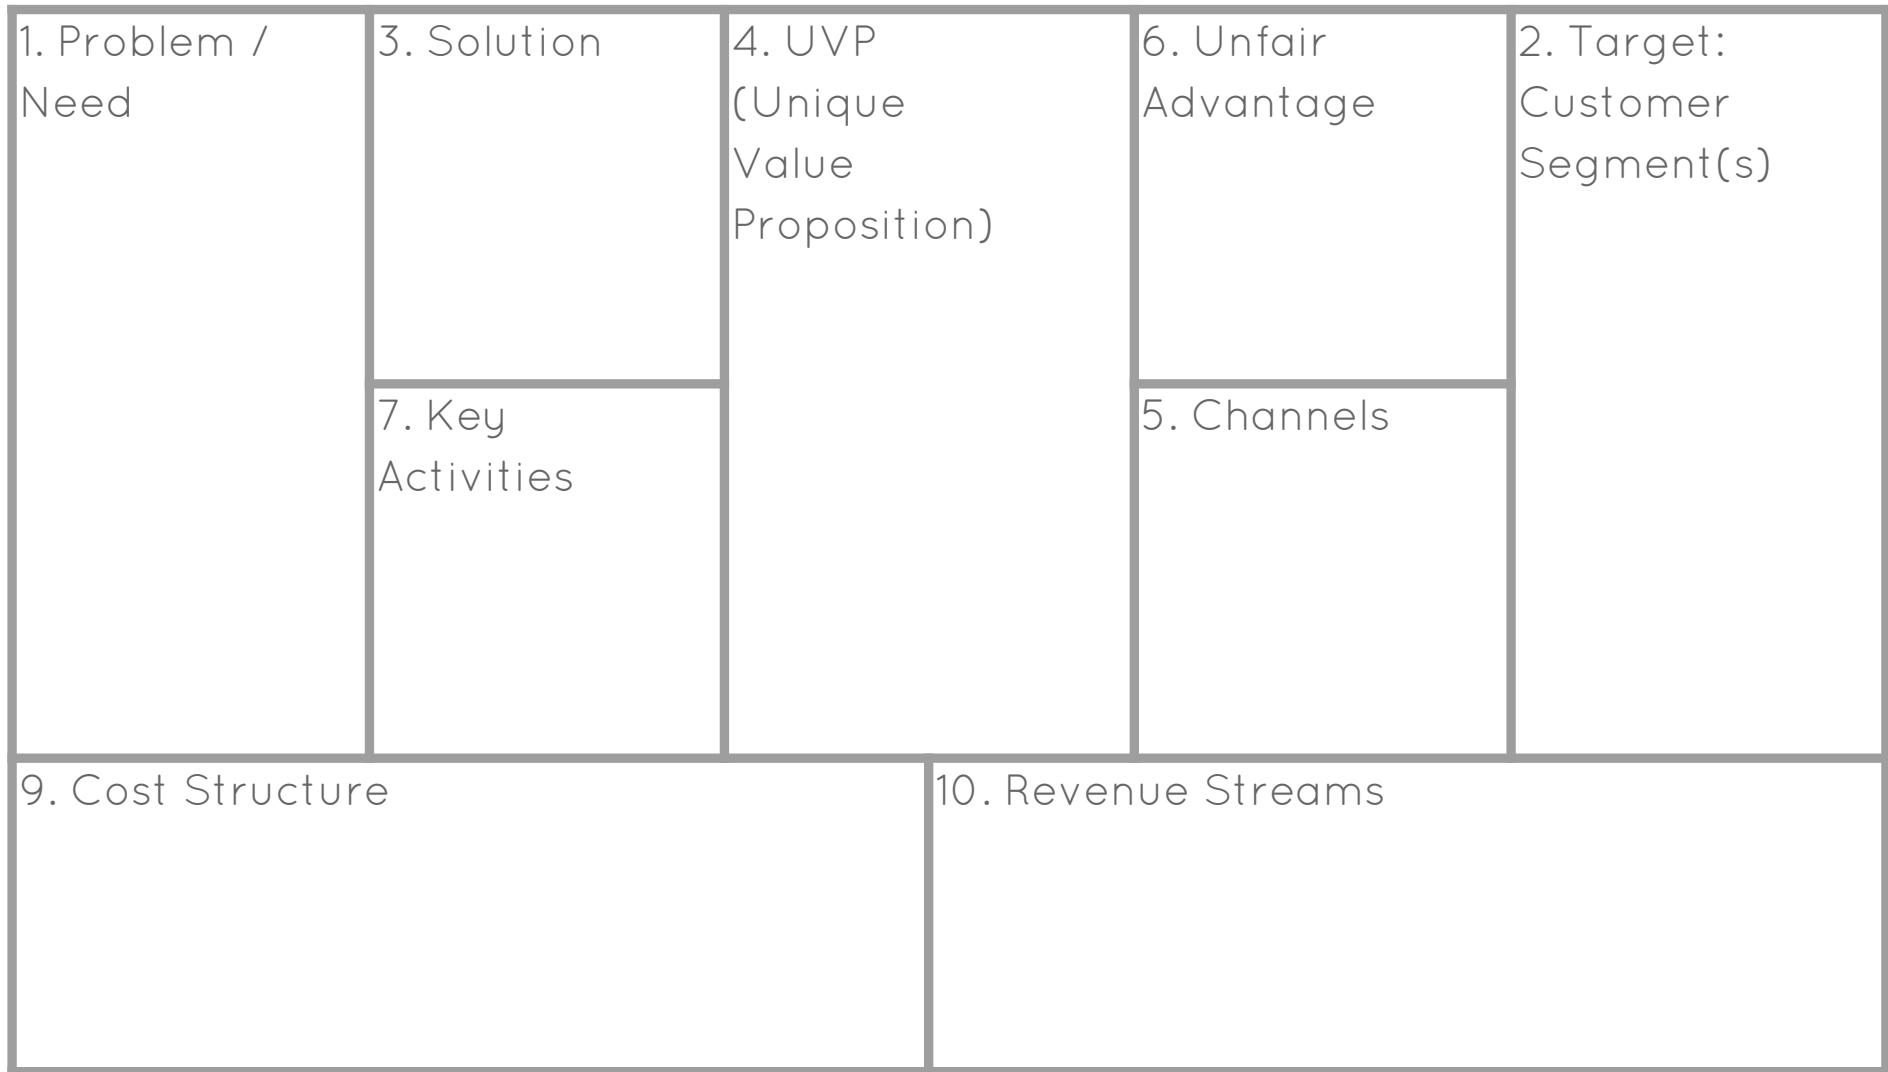 1. Problem /
Need
3. Solution
7. Key
Activities
4. UVP
(Unique
Value
Proposition)
6. Unfair
Advantage
5. Channels
2. Target:
Customer
Segment(s)
9. Cost Structure
10. Revenue Streams